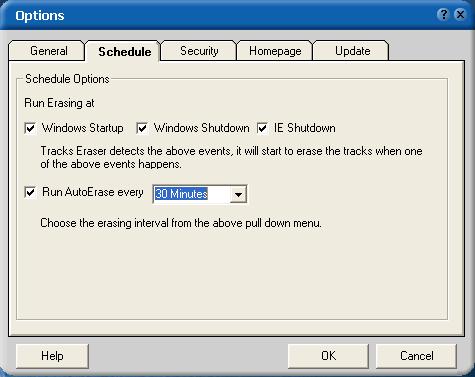 Options
General Schedule Security Homepage Update
Schedule Options
Run Erasing at
Windows Startup Windows Shutdown IE Shutdown
Tracks Eraser detects the above events, it will start to erase the tracks when one
of the above events happens.
Run AutoErase every 30 Minutes
Choose the erasing interval from the above pull down menu.
Help OK Cancel